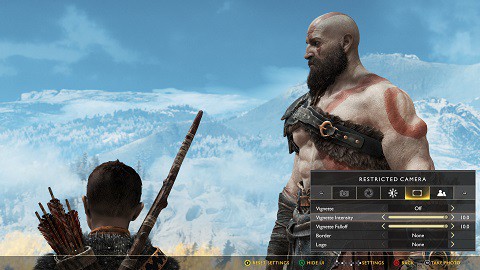 RESTRICTED CAMERA
Vignette Off
Vignette Intensity 10.0
Vignette Falloff 10.0
Border None
Logo None
RESET SETTINGS HIDE UI SETTINGS BACK TAKE PHOTO